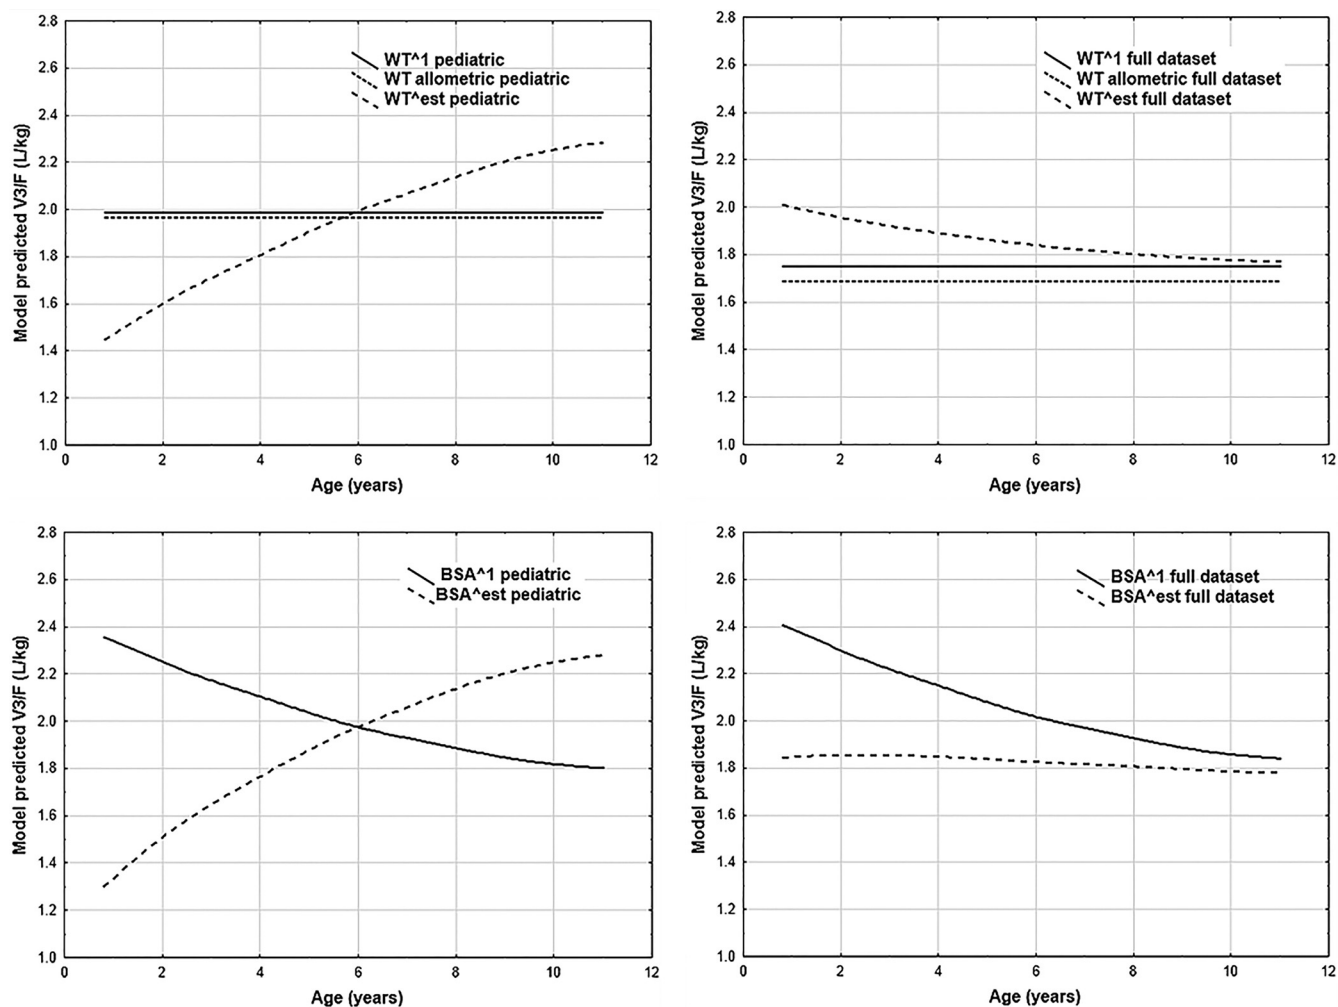 2.8
2.6
2.4
2.2
2.0
1.8
1.6
1.4
1.2
1.0
Model predicted V3/F (L/kg)
WT^1 pediatric
WT allometric pediatric
WT^est pediatric
0 2 4 6 8 10 12
Age (years)
2.8
2.6
2.4
2.2
2.0
1.8
1.6
1.4
1.2
1.0
Model predicted V3/F (L/kg)
WT^1 full dataset
WT allometric full dataset
WT^est full dataset
0 2 4 6 8 10 12
Age (years)
2.8
2.6
2.4
2.2
2.0
1.8
1.6
1.4
1.2
1.0
Model predicted V3/F (L/kg)
BSA^1 pediatric
BSA^est pediatric
0 2 4 6 8 10 12
Age (years)
2.8
2.6
2.4
2.2
2.0
1.8
1.6
1.4
1.2
1.0
Model predicted V3/F (L/kg)
BSA^1 full dataset
BSA^est full dataset
0 2 4 6 8 10 12
Age (years)